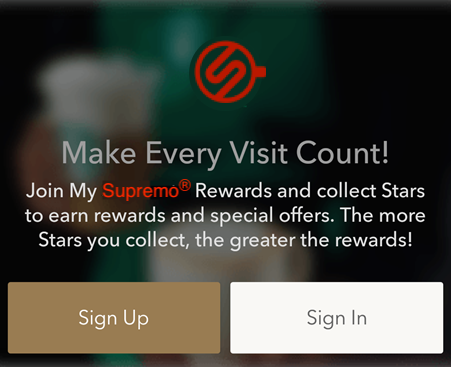 Make Every Visit Count!
Join My Supremo® Rewards and collect Stars
to earn rewards and special offers. The more
Stars you collect, the greater the rewards!
Sign Up
Sign In